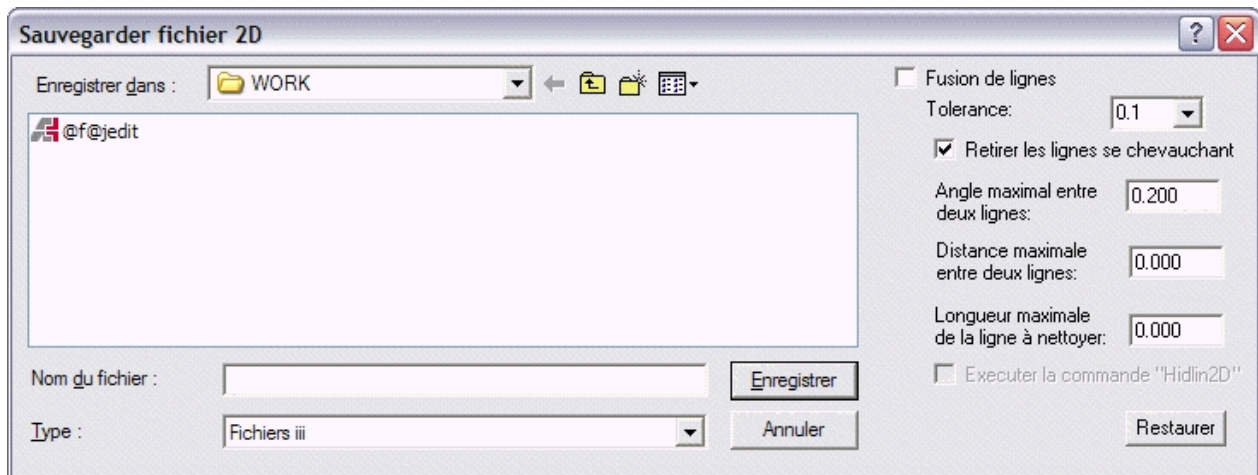 Sauvegarder fichier 2D
Enregistrer dans :
WORK
@f@jedit
Nom du fichier :
Enregistrer
Type :
Fichiers iii
Annuler
Fusion de lignes
Tolerance:
0.1
Retirer les lignes se chevauchant
Angle maximal entre
deux lignes:
0.200
Distance maximale
entre deux lignes:
0.000
Longueur maximale
de la ligne à nettoyer:
0.000
Executer la commande "Hidlin2D"
Restaurer